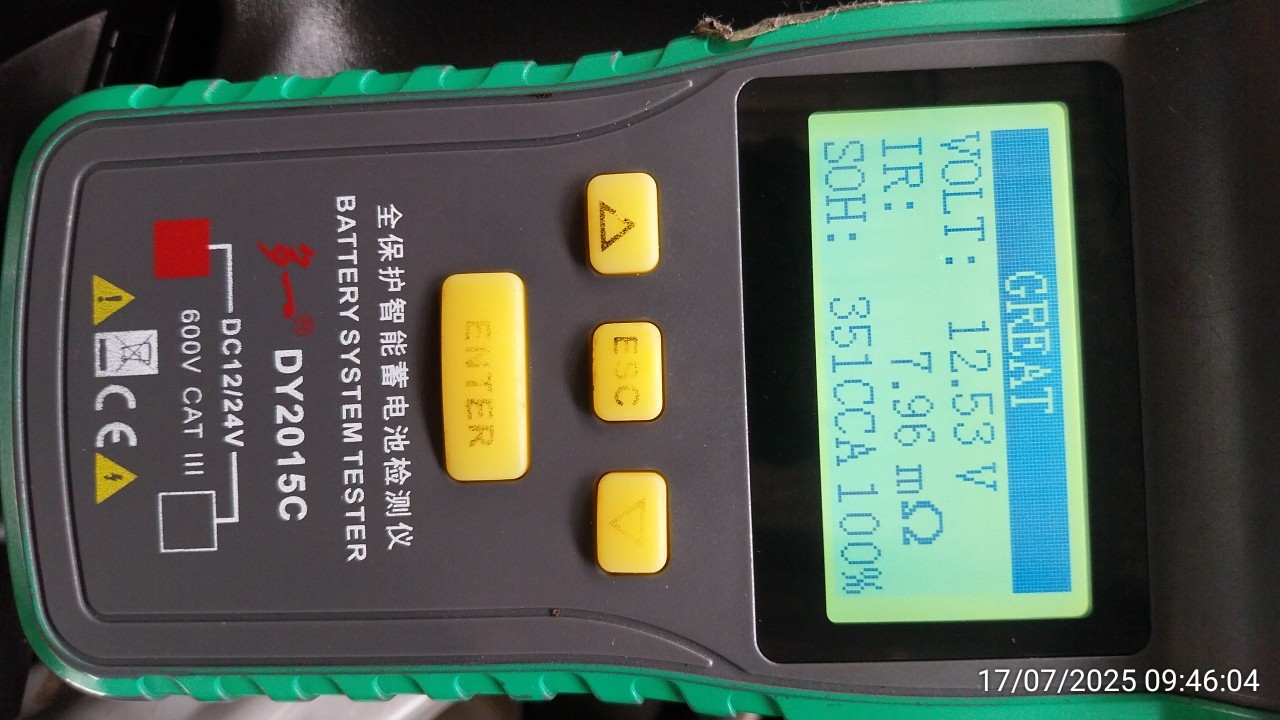 GREAT
VOLT: 12.53 V
IR: 7.96 mΩ
SOH: 351CCA 100%
ESC
ENTER
全保护智能蓄电池检测仪
BATTERY SYSTEM TESTER
DY2015C
®
DC12/24V
600V CAT III
CE
17/07/2025 09:46:04